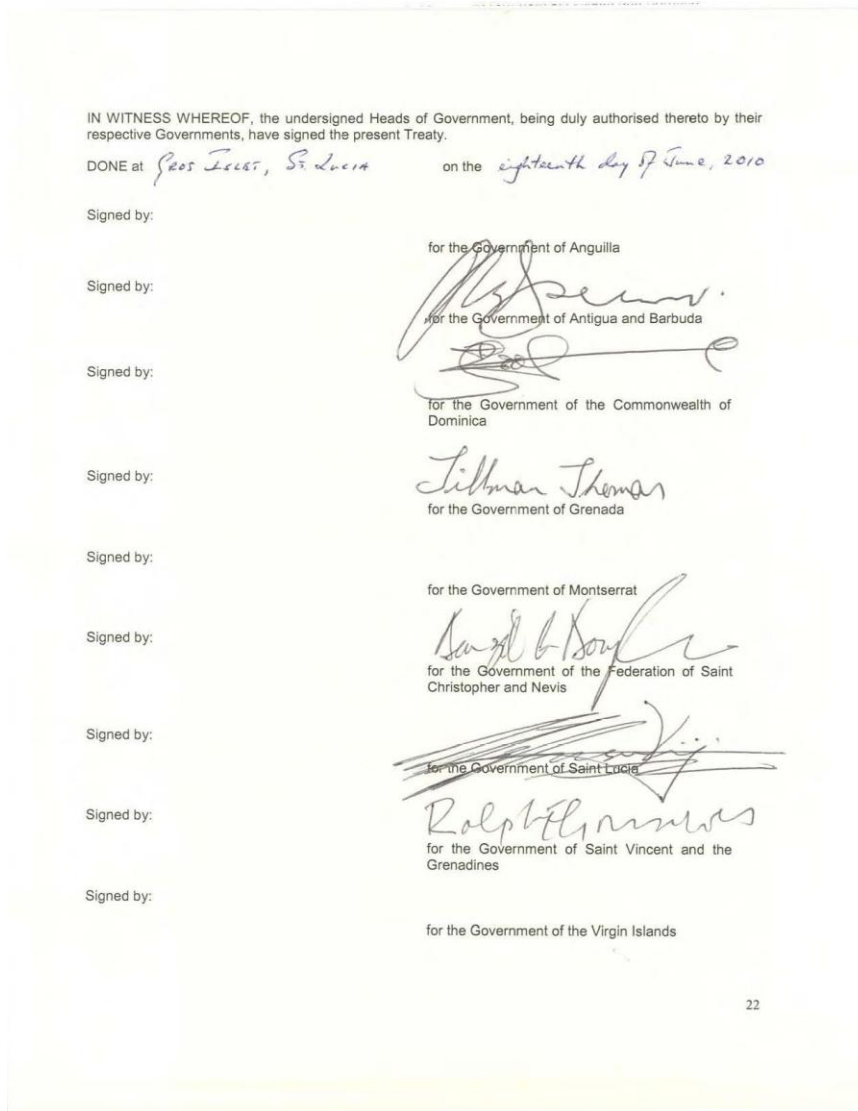 IN WITNESS WHEREOF, the undersigned Heads of Government, being duly authorised thereto by their
respective Governments, have signed the present Treaty.
DONE at Gros Islet, St. Lucia on the eighteenth day of June, 2010
Signed by:
for the Government of Anguilla
Signed by:
for the Government of Antigua and Barbuda
Signed by:
for the Government of the Commonwealth of
Dominica
Signed by:
Tillman Thomas
for the Government of Grenada
Signed by:
for the Government of Montserrat
Signed by:
for the Government of the Federation of Saint
Christopher and Nevis
Signed by:
for the Government of Saint Lucia
Signed by:
Ralph E Gonsalves
for the Government of Saint Vincent and the
Grenadines
Signed by:
for the Government of the Virgin Islands
22